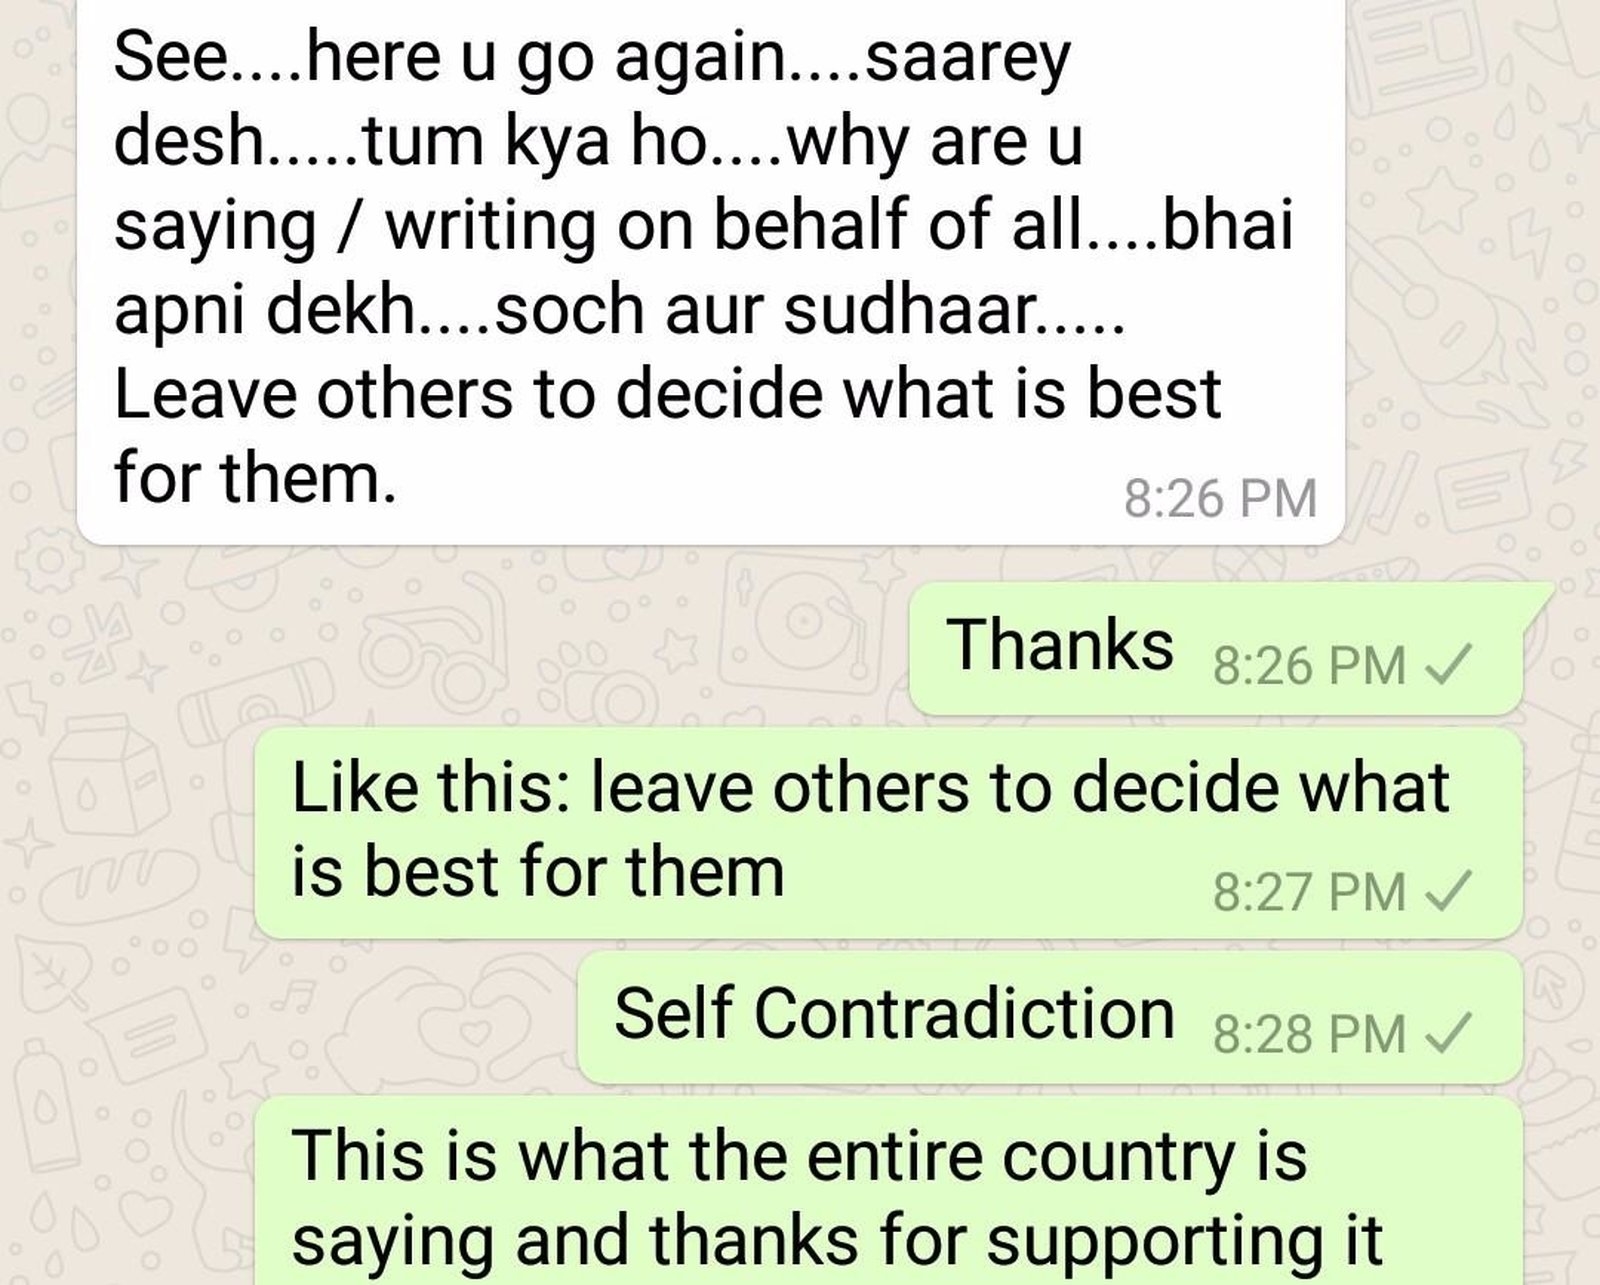 See....here u go again....saarey
desh.....tum kya ho....why are u
saying / writing on behalf of all....bhai
apni dekh....soch aur sudhaar.....
Leave others to decide what is best
for them.
8:26 PM
Thanks 8:26 PM
Like this: leave others to decide what
is best for them
8:27 PM
Self Contradiction 8:28 PM
This is what the entire country is
saying and thanks for supporting it